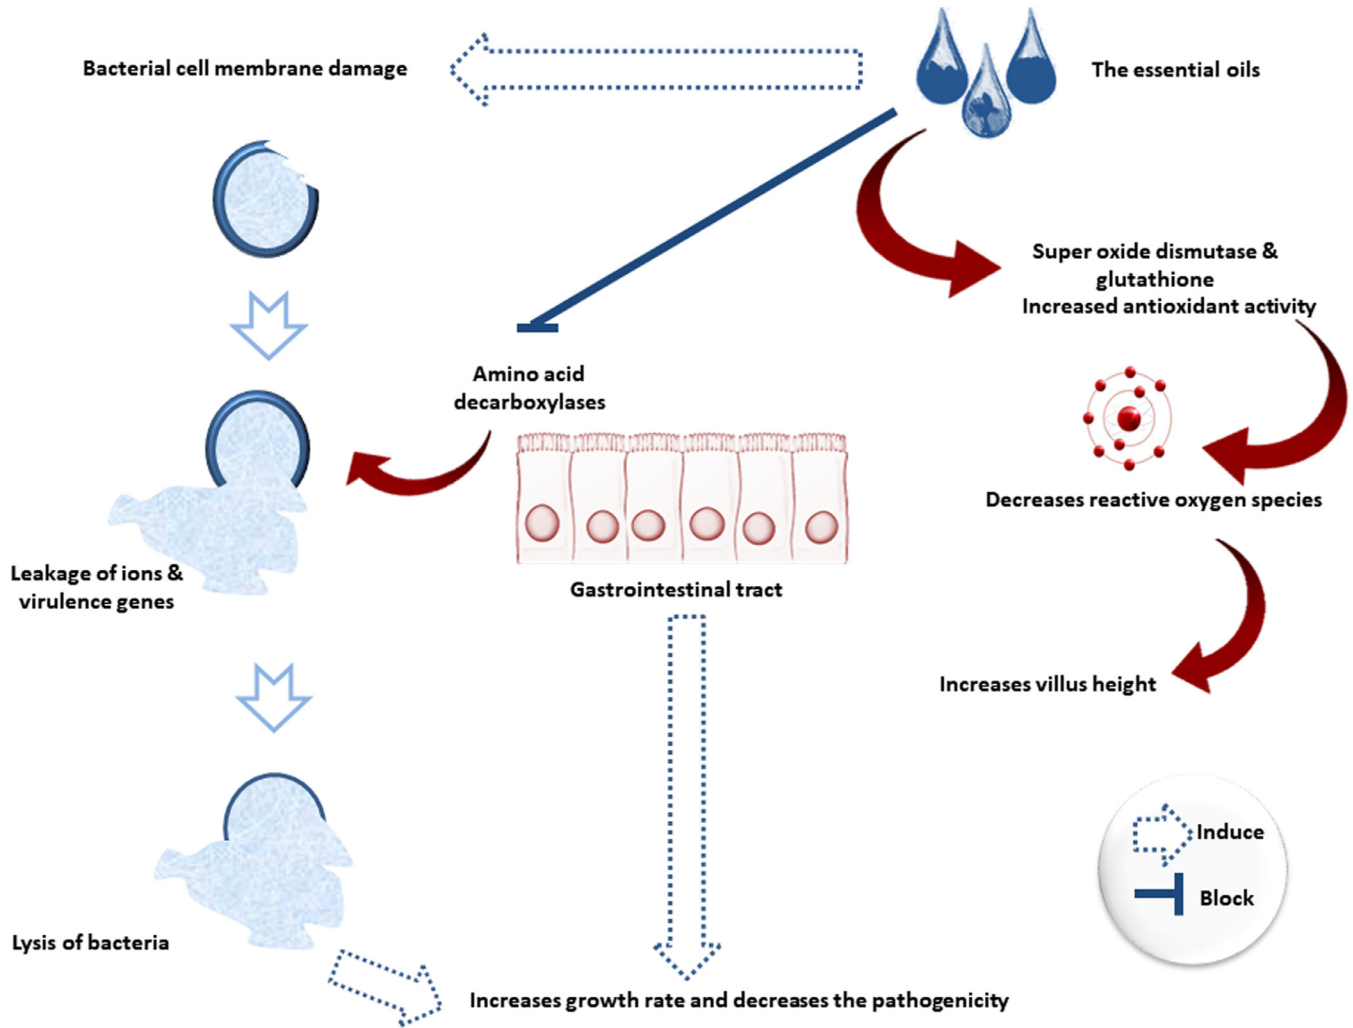 Bacterial cell membrane damage
The essential oils
Super oxide dismutase &
glutathione
Increased antioxidant activity
Amino acid
decarboxylases
Decreases reactive oxygen species
Leakage of ions &
virulence genes
Gastrointestinal tract
Increases villus height
Induce
Block
Lysis of bacteria
Increases growth rate and decreases the pathogenicity